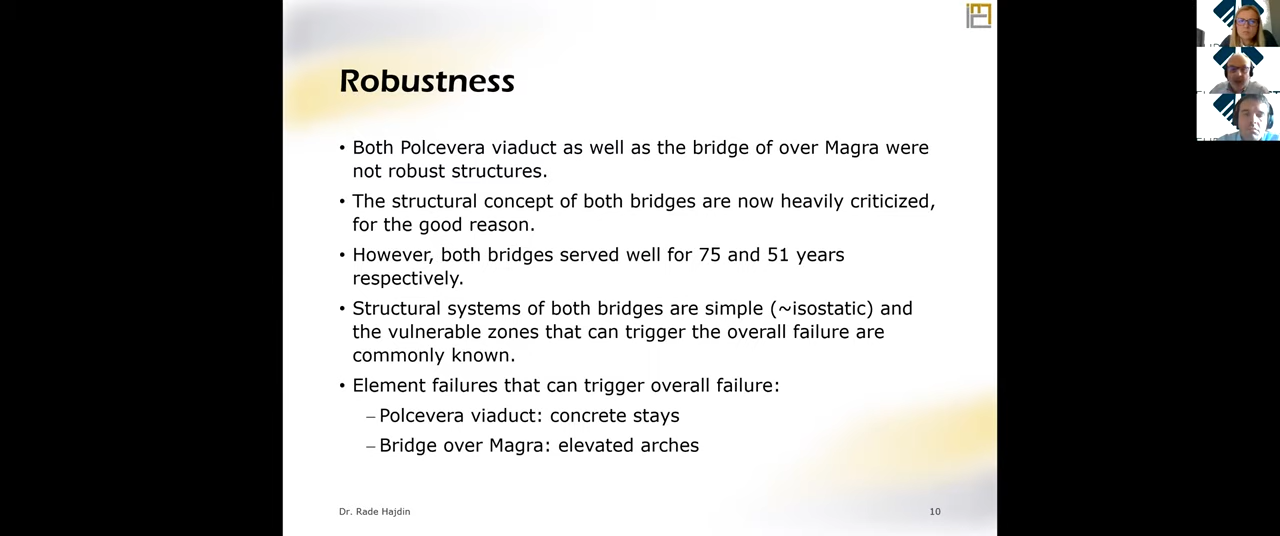 Robustness
• Both Polcevera viaduct as well as the bridge of over Magra were
not robust structures.
• The structural concept of both bridges are now heavily criticized,
for the good reason.
• However, both bridges served well for 75 and 51 years
respectively.
• Structural systems of both bridges are simple (~isostatic) and
the vulnerable zones that can trigger the overall failure are
commonly known.
• Element failures that can trigger overall failure:
– Polcevera viaduct: concrete stays
– Bridge over Magra: elevated arches
Dr. Rade Hajdin
10